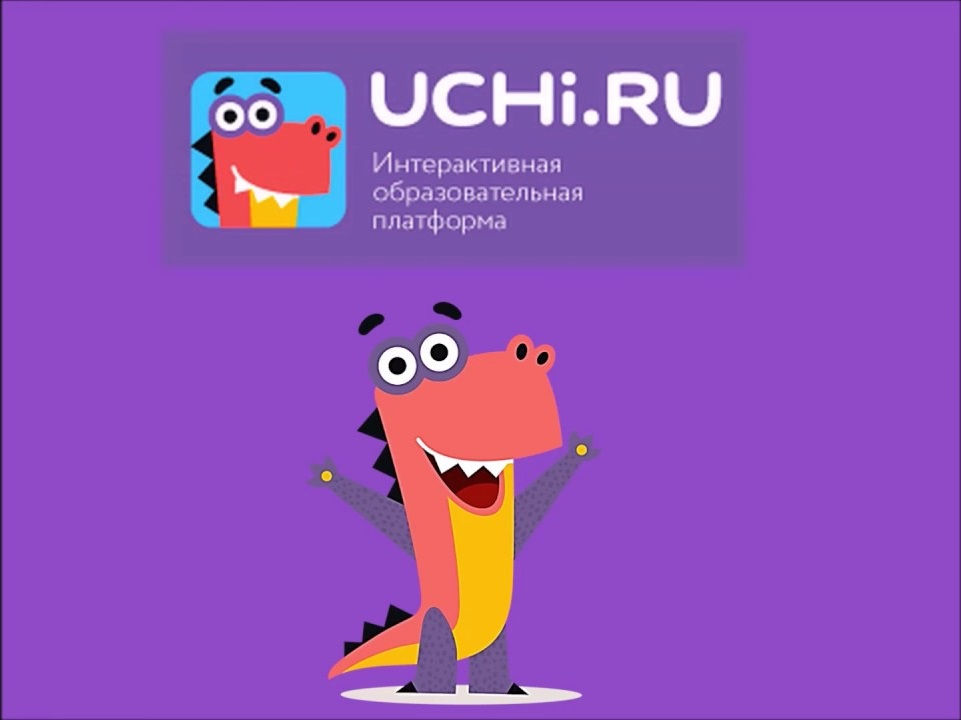 UCHi.RU
Интерактивная
образовательная
платформа